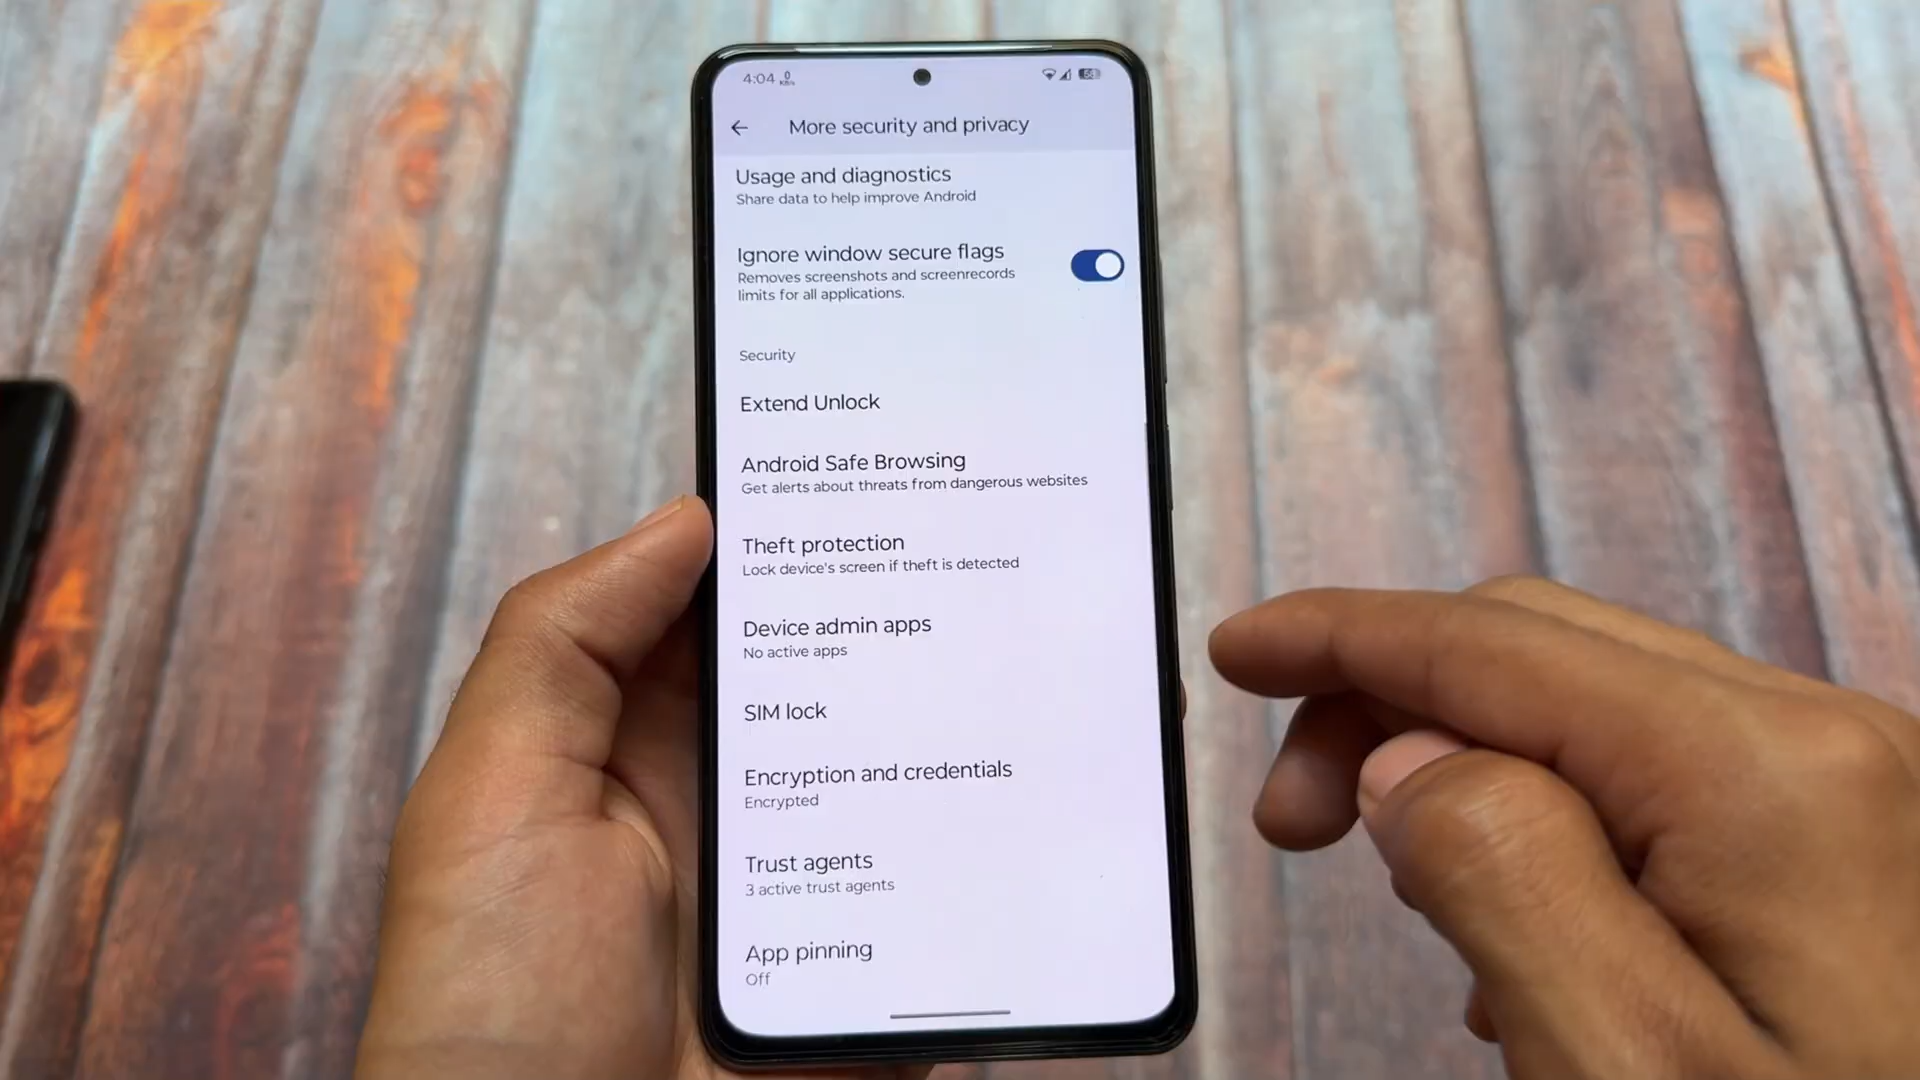 4:04 0 KB/s 58
More security and privacy
Usage and diagnostics
Share data to help improve Android
Ignore window secure flags
Removes screenshots and screenrecords
limits for all applications.
Security
Extend Unlock
Android Safe Browsing
Get alerts about threats from dangerous websites
Theft protection
Lock device's screen if theft is detected
Device admin apps
No active apps
SIM lock
Encryption and credentials
Encrypted
Trust agents
3 active trust agents
App pinning
Off